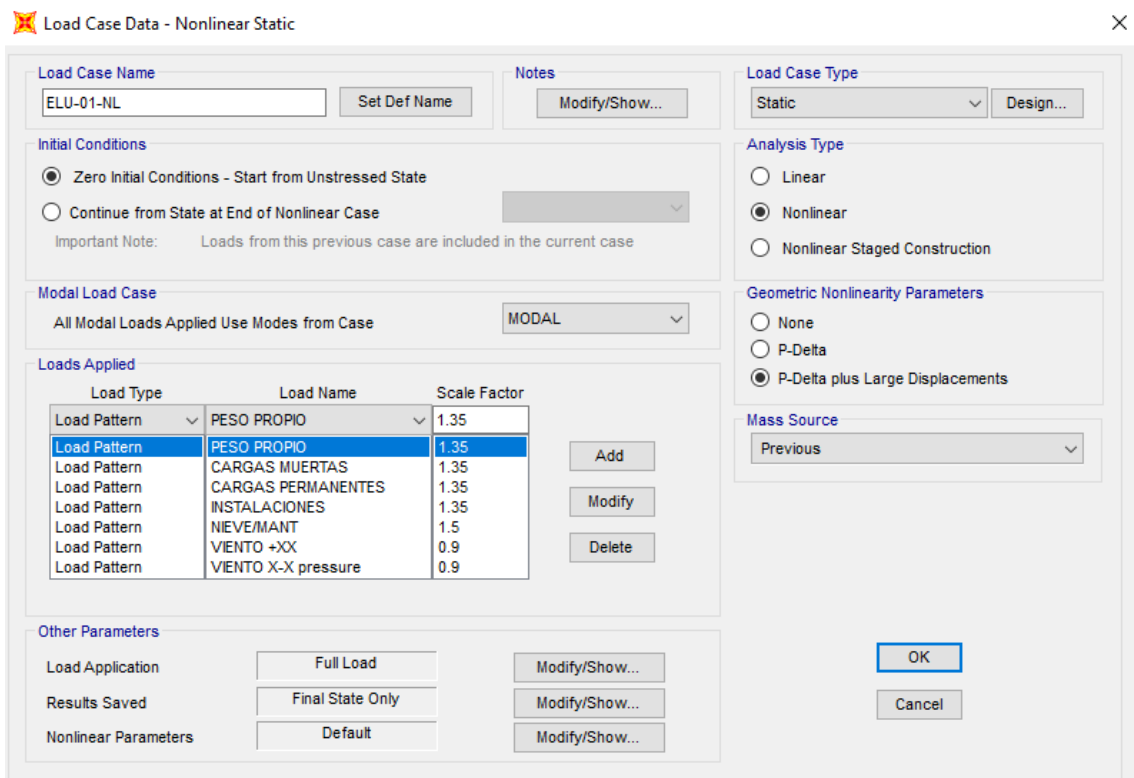 Load Case Data - Nonlinear Static
Load Case Name
ELU-01-NL
Set Def Name
Notes
Modify/Show...
Load Case Type
Static
Design...
Initial Conditions
Zero Initial Conditions - Start from Unstressed State
Continue from State at End of Nonlinear Case
Important Note: Loads from this previous case are included in the current case
Analysis Type
Linear
Nonlinear
Nonlinear Staged Construction
Modal Load Case
All Modal Loads Applied Use Modes from Case
MODAL
Geometric Nonlinearity Parameters
None
P-Delta
P-Delta plus Large Displacements
Loads Applied
Load Type Load Name Scale Factor
Load Pattern PESO PROPIO 1.35
Load Pattern PESO PROPIO 1.35
Load Pattern CARGAS MUERTAS 1.35
Load Pattern CARGAS PERMANENTES 1.35
Load Pattern INSTALACIONES 1.35
Load Pattern NIEVE/MANT 1.5
Load Pattern VIENTO +XX 0.9
Load Pattern VIENTO X-X pressure 0.9
Add
Modify
Delete
Mass Source
Previous
Other Parameters
Load Application Full Load Modify/Show...
Results Saved Final State Only Modify/Show...
Nonlinear Parameters Default Modify/Show...
OK
Cancel